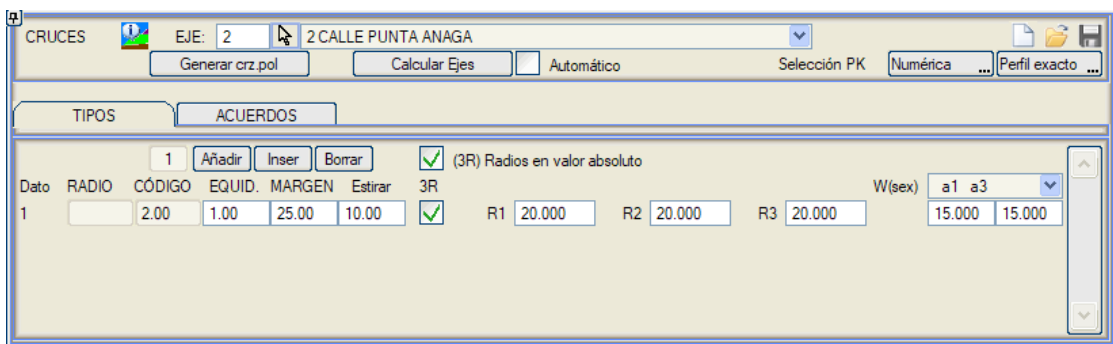 CRUCES EJE: 2 2 CALLE PUNTA ANAGA
Generar crz.pol Calcular Ejes Automático Selección PK Numérica ... Perfil exacto ...
TIPOS ACUERDOS
1 Añadir Inser Borrar (3R) Radios en valor absoluto
Dato RADIO CÓDIGO EQUID. MARGEN Estirar 3R W(sex) a1 a3
1 2.00 1.00 25.00 10.00 R1 20.000 R2 20.000 R3 20.000 15.000 15.000